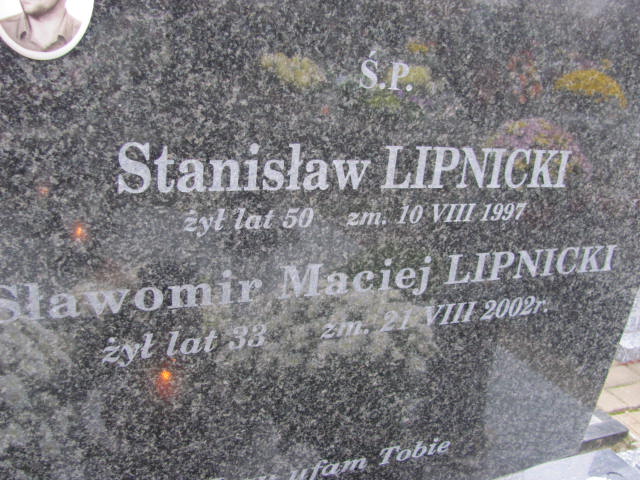 Ś.P.
Stanisław LIPNICKI
żył lat 50 zm. 10 VIII 1997
Sławomir Maciej LIPNICKI
żył lat 33 zm. 21 VIII 2002r.
ufam Tobie